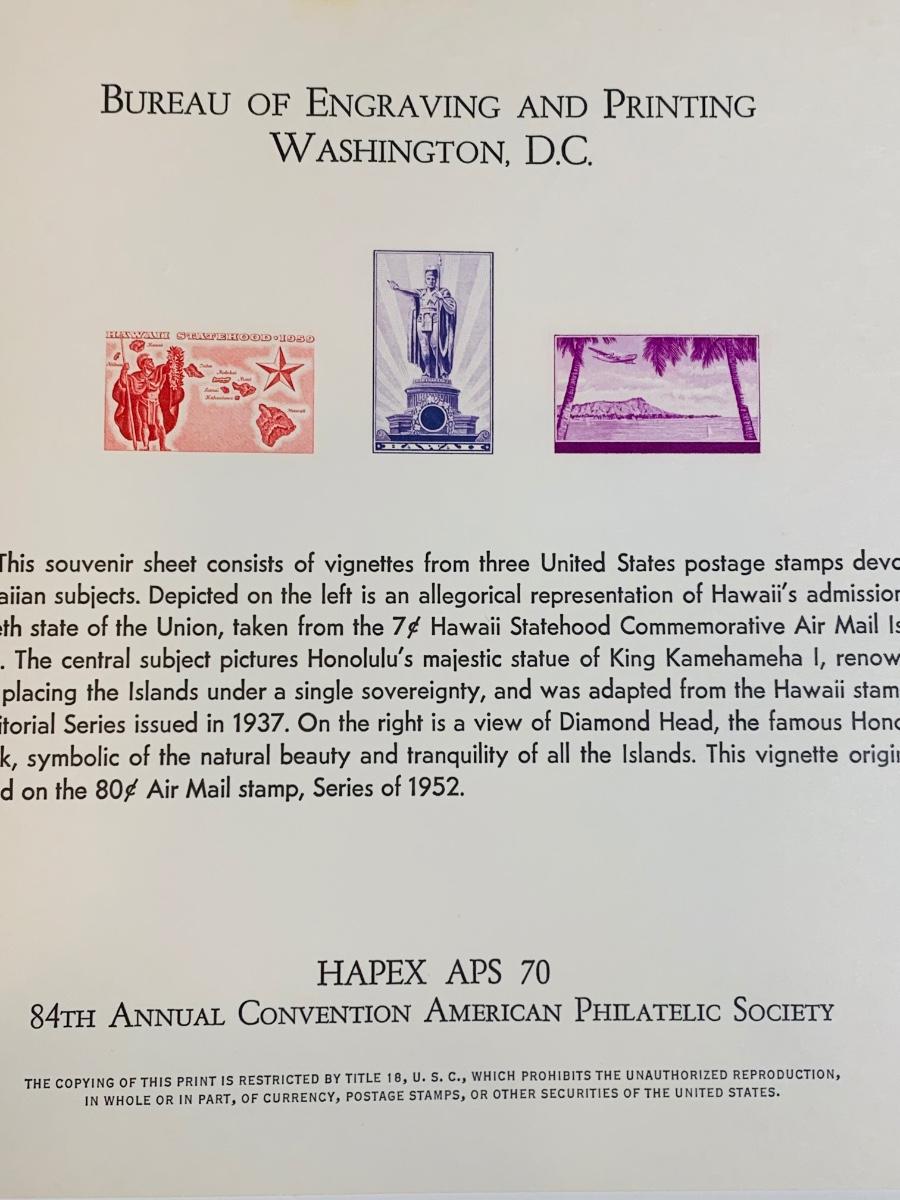 BUREAU OF ENGRAVING AND PRINTING
WASHINGTON, D.C.
HAWAII STATEHOOD · 1959
HAWAII
This souvenir sheet consists of vignettes from three United States postage stamps devo
aiian subjects. Depicted on the left is an allegorical representation of Hawaii's admission
eth state of the Union, taken from the 7¢ Hawaii Statehood Commemorative Air Mail Is
. The central subject pictures Honolulu's majestic statue of King Kamehameha I, renow
placing the Islands under a single sovereignty, and was adapted from the Hawaii stam
itorial Series issued in 1937. On the right is a view of Diamond Head, the famous Hono
k, symbolic of the natural beauty and tranquility of all the Islands. This vignette origin
d on the 80¢ Air Mail stamp, Series of 1952.
HAPEX APS 70
84TH ANNUAL CONVENTION AMERICAN PHILATELIC SOCIETY
THE COPYING OF THIS PRINT IS RESTRICTED BY TITLE 18, U. S. C., WHICH PROHIBITS THE UNAUTHORIZED REPRODUCTION,
IN WHOLE OR IN PART, OF CURRENCY, POSTAGE STAMPS, OR OTHER SECURITIES OF THE UNITED STATES.